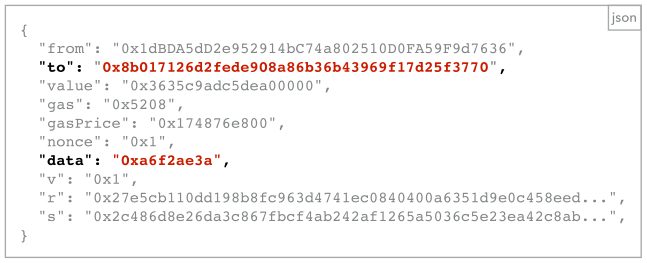 json
{
"from": "0x1dBDA5dD2e952914bC74a802510D0FA59F9d7636",
"to": "0x8b017126d2fede908a86b36b43969f17d25f3770",
"value": "0x3635c9adc5dea00000",
"gas": "0x5208",
"gasPrice": "0x174876e800",
"nonce": "0x1",
"data": "0xa6f2ae3a",
"v": "0x1",
"r": "0x27e5cb110dd198b8fc963d4741ec0840400a6351d9e0c458eed...",
"s": "0x2c486d8e26da3c867fbcf4ab242af1265a5036c5e23ea42c8ab...",
}